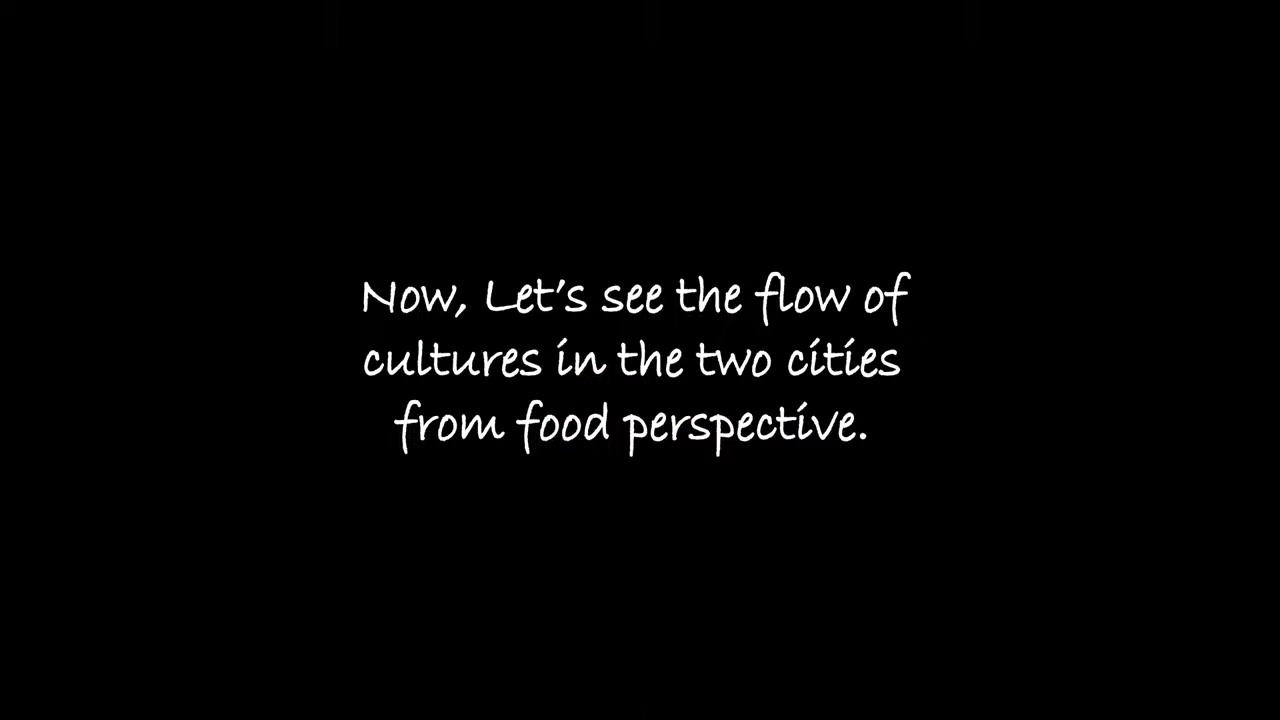 Now, Let's see the flow of
cultures in the two cities
from food perspective.